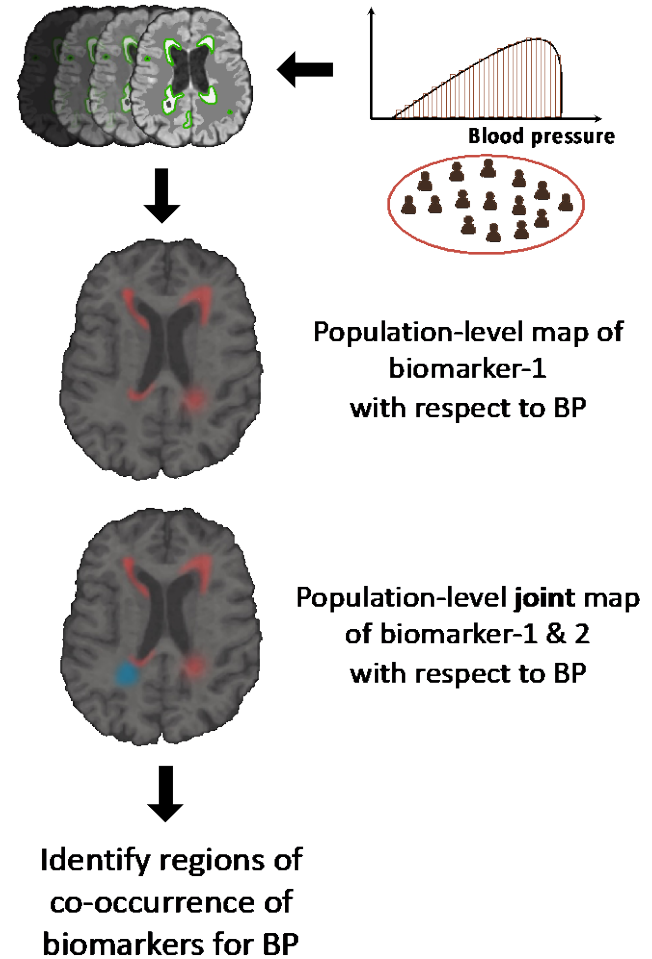 Blood pressure
Population-level map of
biomarker-1
with respect to BP
Population-level joint map
of biomarker-1 & 2
with respect to BP
Identify regions of
co-occurrence of
biomarkers for BP